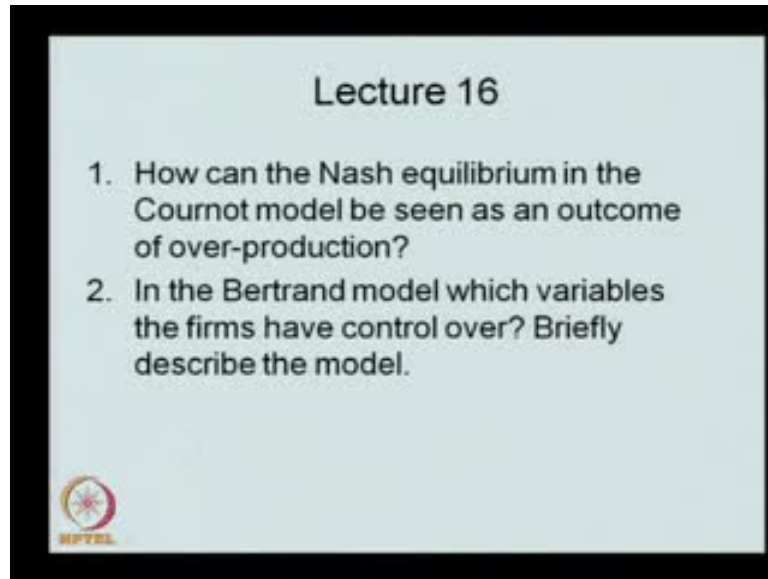 Lecture 16
1. How can the Nash equilibrium in the
Cournot model be seen as an outcome
of over-production?
2. In the Bertrand model which variables
the firms have control over? Briefly
describe the model.
NPTEL